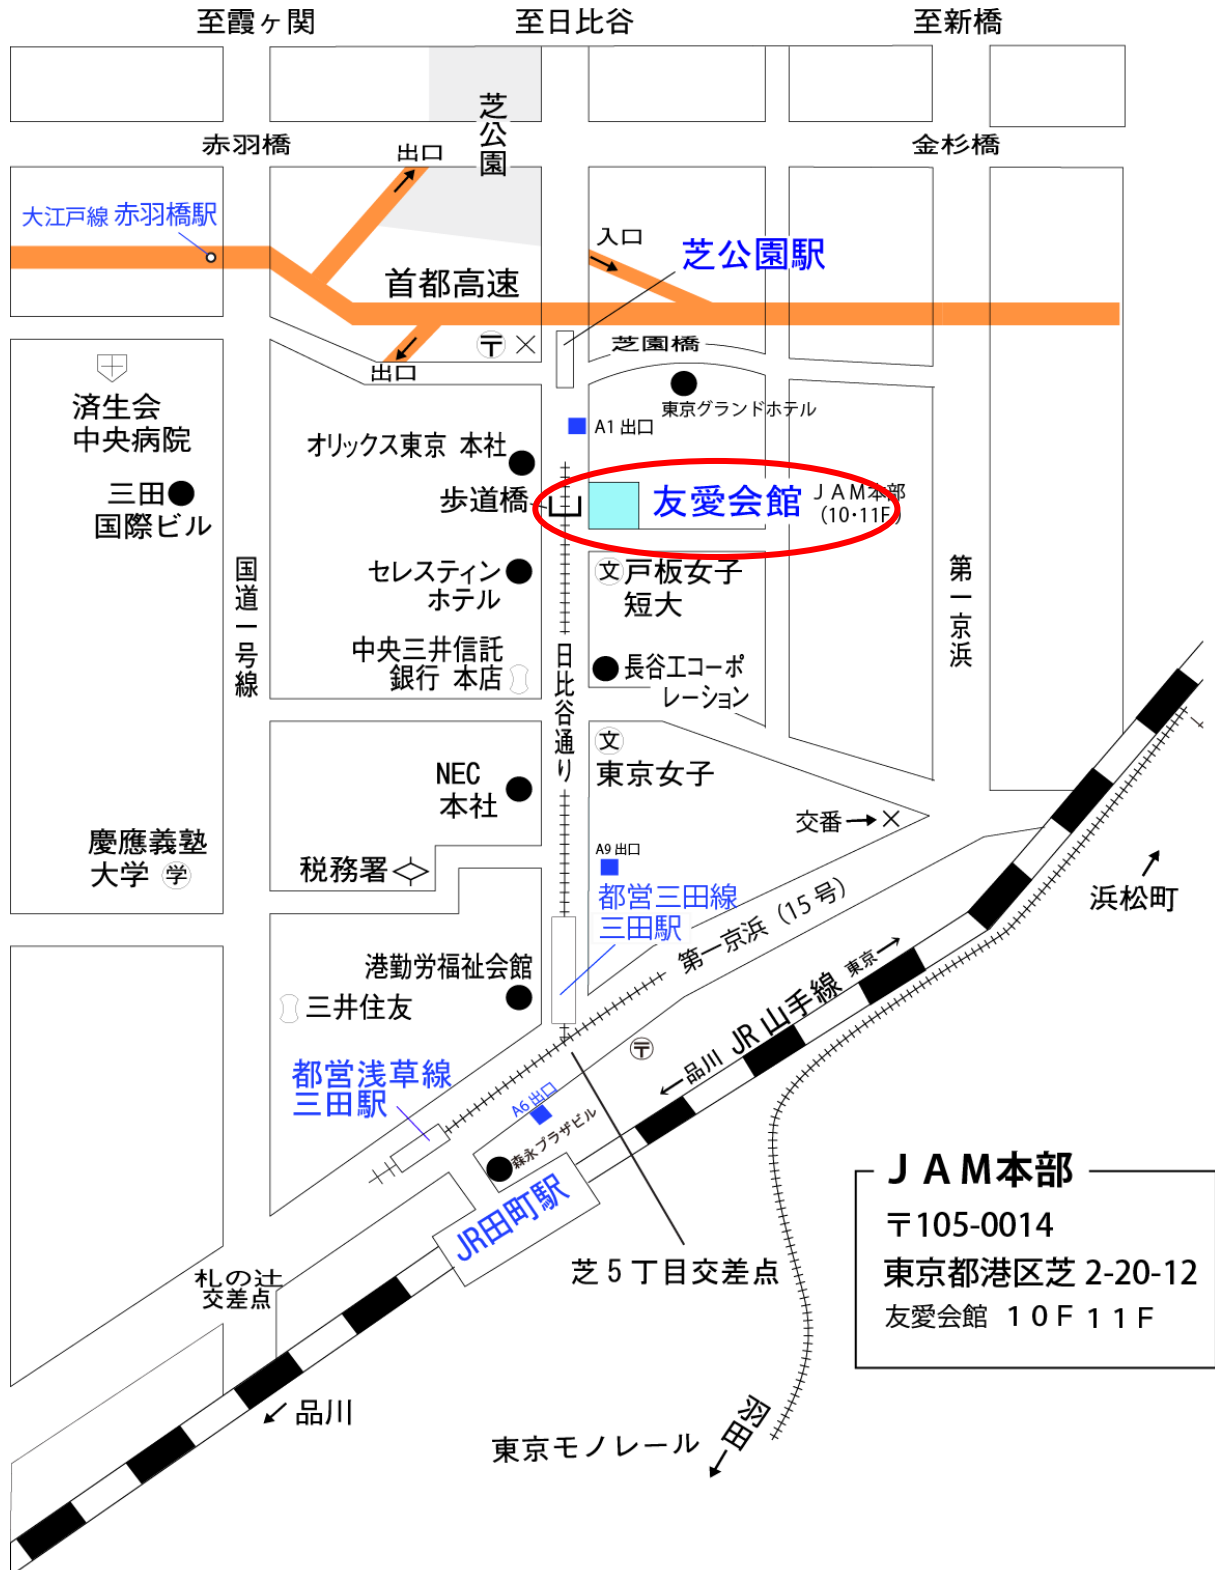 至霞ヶ関
至日比谷
至新橋
芝公園
赤羽橋
出口
金杉橋
大江戸線 赤羽橋駅
入口
芝公園駅
首都高速
〒
芝園橋
出口
東京グランドホテル
済生会
中央病院
A1 出口
オリックス東京 本社
三田
国際ビル
歩道橋
友愛会館
ＪＡＭ本部
(10・11F)
国道一号線
セレスティン
ホテル
文
戸板女子
短大
第一京浜
中央三井信託
銀行 本店
日比谷通り
長谷工コーポ
レーション
文
東京女子
NEC
本社
交番
慶應義塾
大学
学
税務署
A9 出口
都営三田線
三田駅
浜松町
第一京浜（15号）
港勤労福祉会館
三井住友
東京
JR 山手線
品川
〒
都営浅草線
三田駅
A6 出口
森永プラザビル
JR田町駅
芝５丁目交差点
札の辻
交差点
品川
東京モノレール
羽田
ＪＡＭ本部
〒105-0014
東京都港区芝 2-20-12
友愛会館 １０Ｆ１１Ｆ